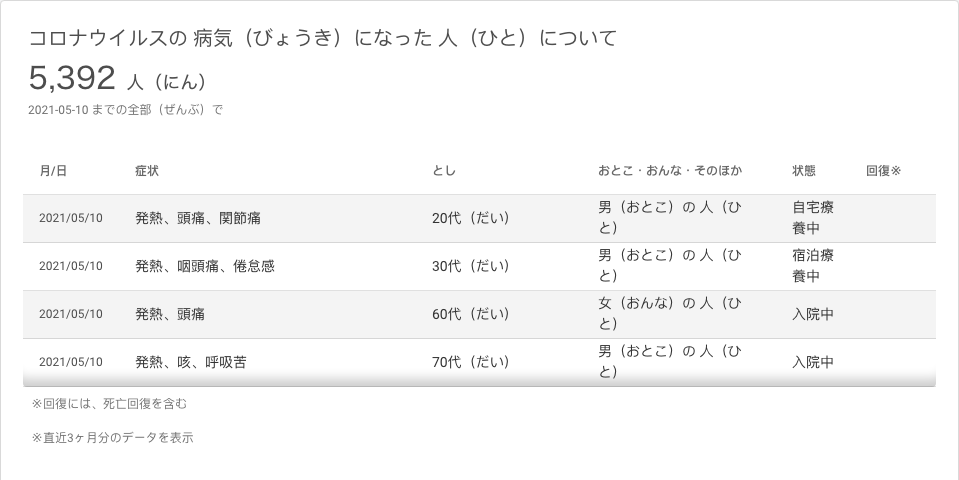 コロナウイルスの 病気（びょうき）になった 人（ひと）について
5,392 人（にん）
2021-05-10 までの全部（ぜんぶ）で
月/日 症状 とし おとこ・おんな・そのほか 状態 回復※
2021/05/10 発熱、頭痛、関節痛 20代（だい） 男（おとこ）の 人（ひ
と） 自宅療
養中
2021/05/10 発熱、咽頭痛、倦怠感 30代（だい） 男（おとこ）の 人（ひ
と） 宿泊療
養中
2021/05/10 発熱、頭痛 60代（だい） 女（おんな）の 人（ひ
と） 入院中
2021/05/10 発熱、咳、呼吸苦 70代（だい） 男（おとこ）の 人（ひ
と） 入院中
※回復には、死亡回復を含む
※直近3ヶ月分のデータを表示